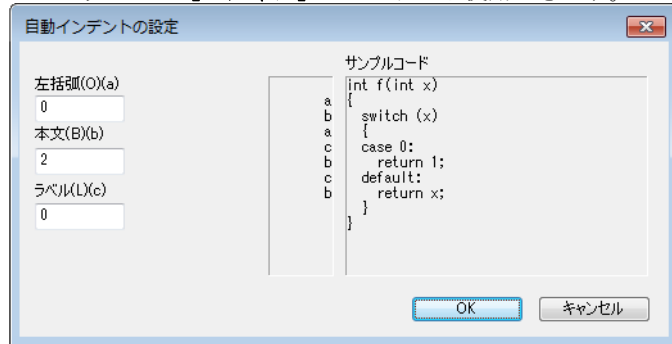 自動インデントの設定
左括弧(O)(a)
0
本文(B)(b)
2
ラベル(L)(c)
0
サンプルコード
int f(int x)
a {
b   switch (x)
a   {
c   case 0:
b     return 1;
c   default:
b     return x;
  }
}
OK
キャンセル